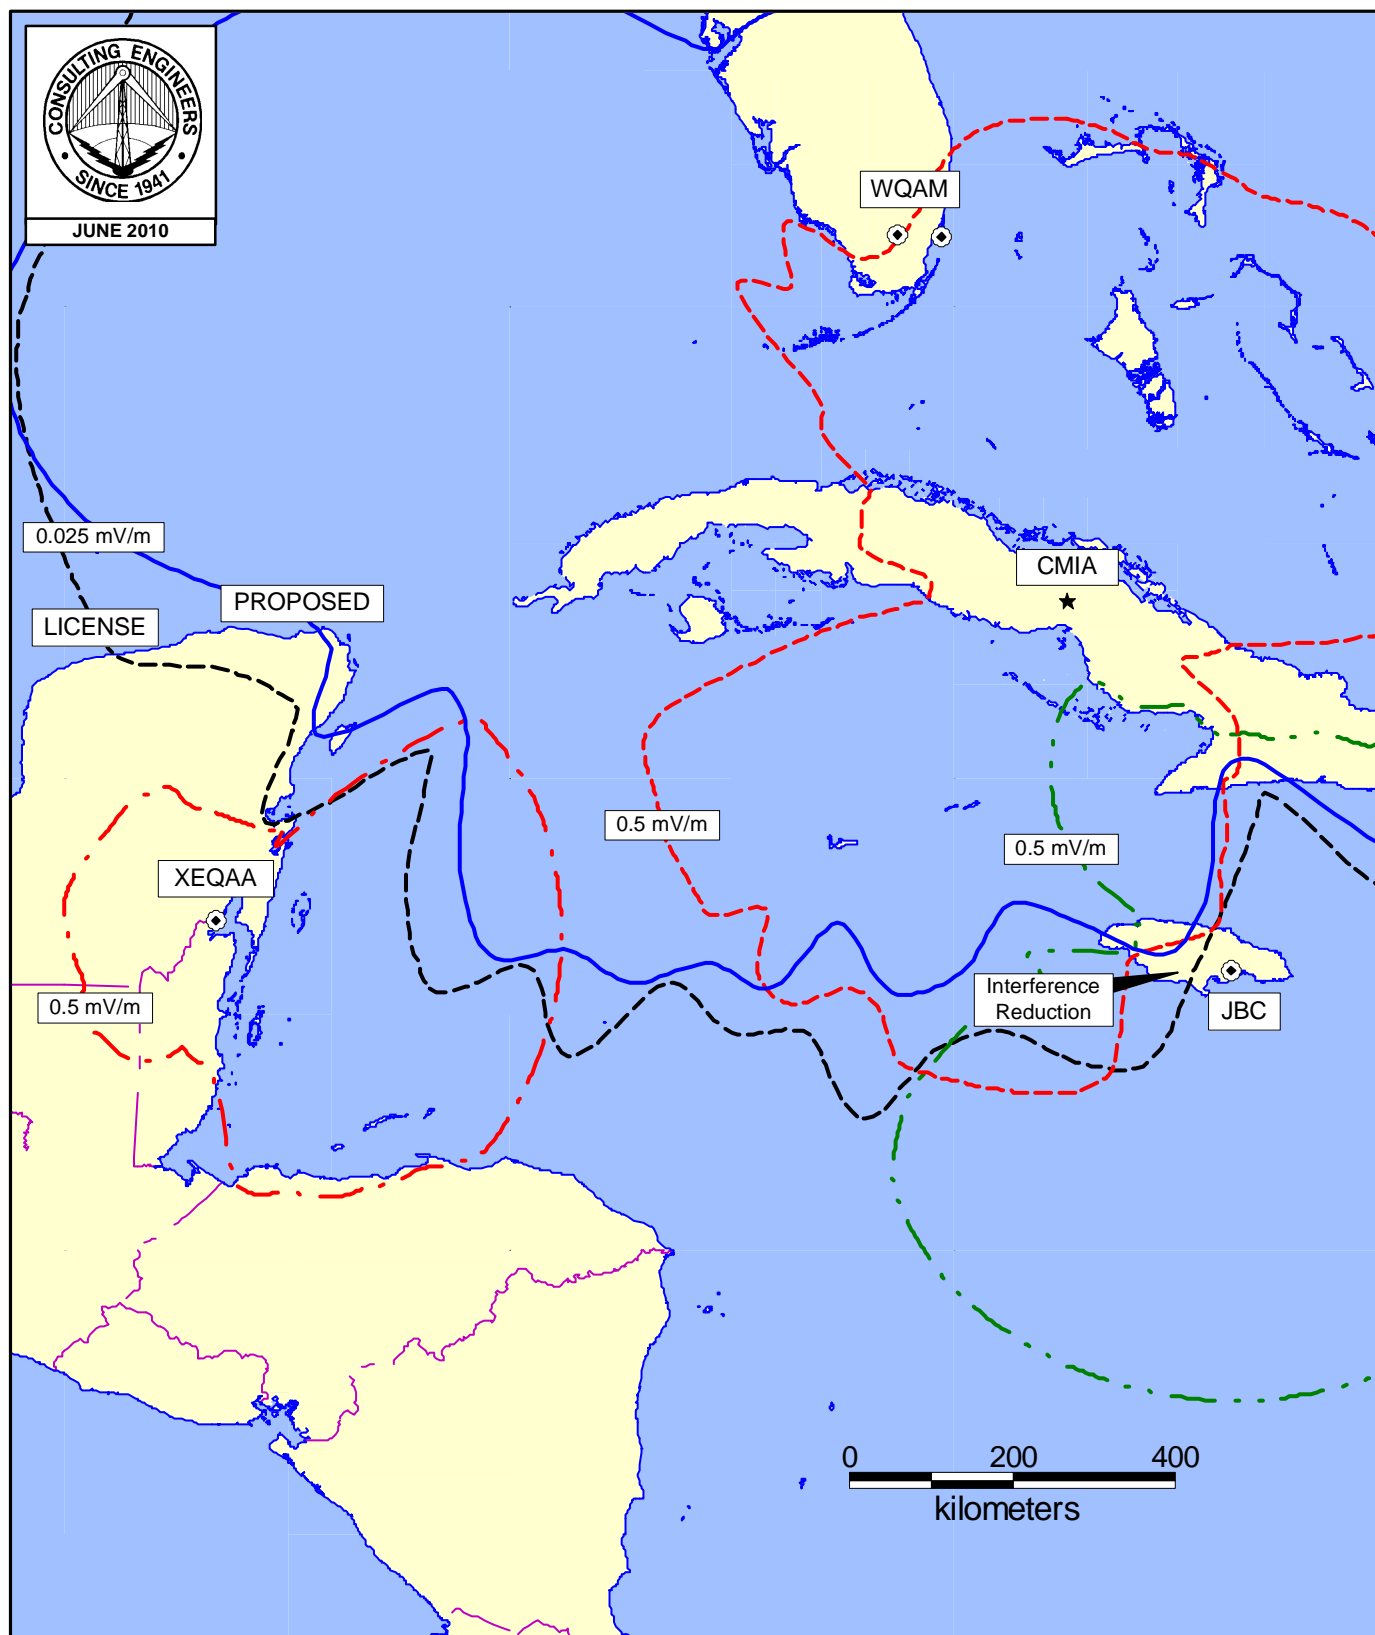 CONSULTING ENGINEERS
• SINCE 1941 •
JUNE 2010
WQAM
0.025 mV/m
CMIA
PROPOSED
LICENSE
0.5 mV/m
0.5 mV/m
XEQAA
0.5 mV/m
Interference
Reduction
JBC
0 200 400
kilometers